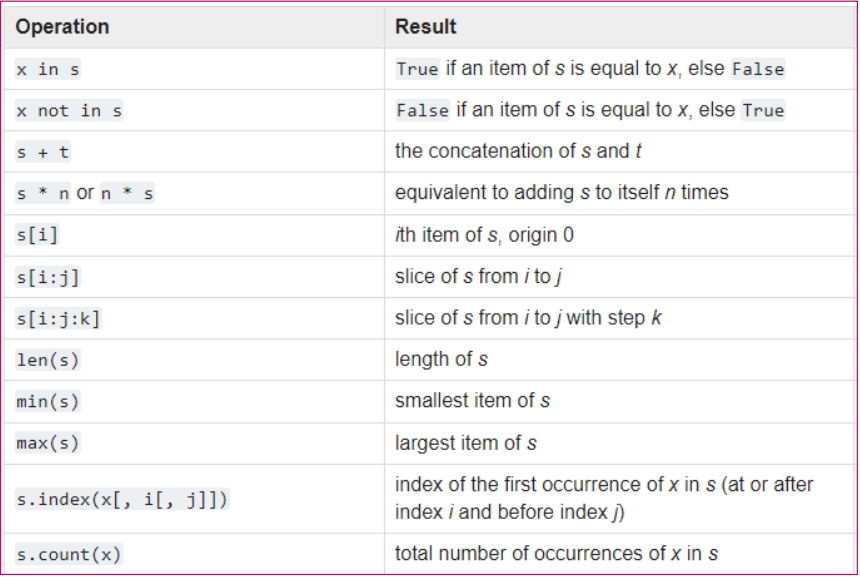 Operation Result
x in s True if an item of s is equal to x, else False
x not in s False if an item of s is equal to x, else True
s + t the concatenation of s and t
s * n or n * s equivalent to adding s to itself n times
s[i] ith item of s, origin 0
s[i:j] slice of s from i to j
s[i:j:k] slice of s from i to j with step k
len(s) length of s
min(s) smallest item of s
max(s) largest item of s
s.index(x[, i[, j]]) index of the first occurrence of x in s (at or after
index i and before index j)
s.count(x) total number of occurrences of x in s